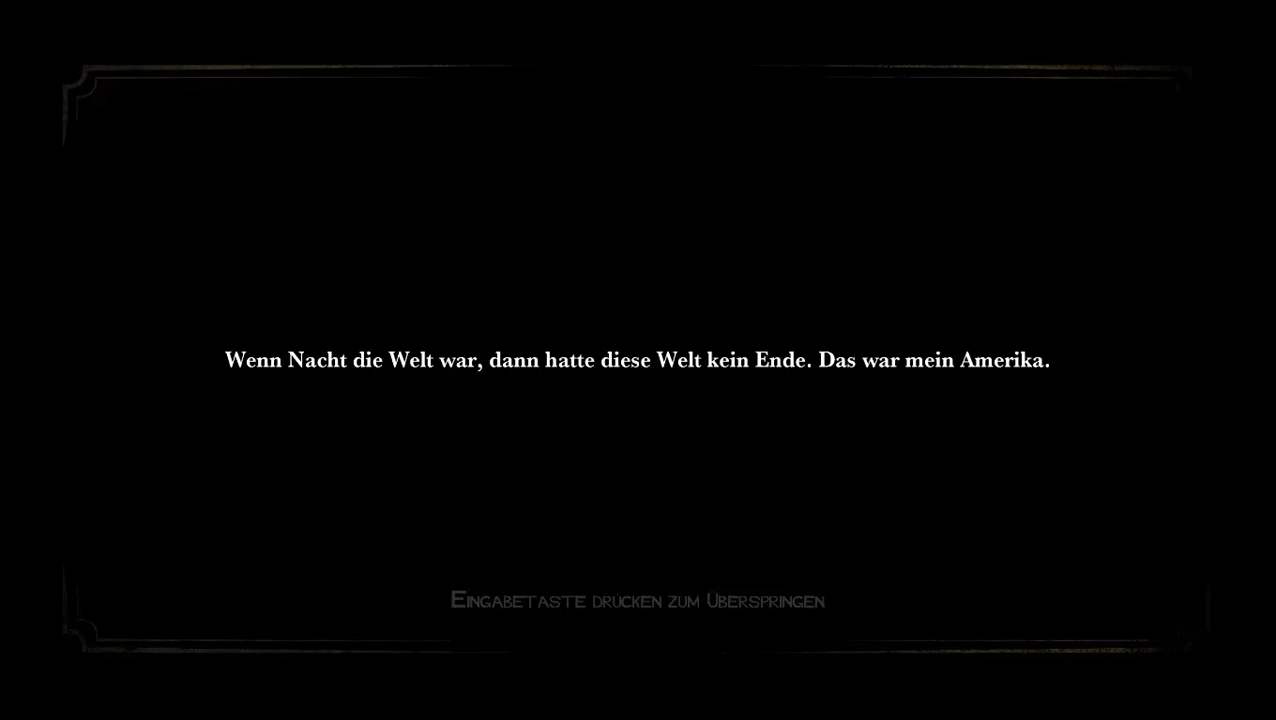 Wenn Nacht die Welt war, dann hatte diese Welt kein Ende. Das war mein Amerika.
Eingabetaste drücken zum Überspringen